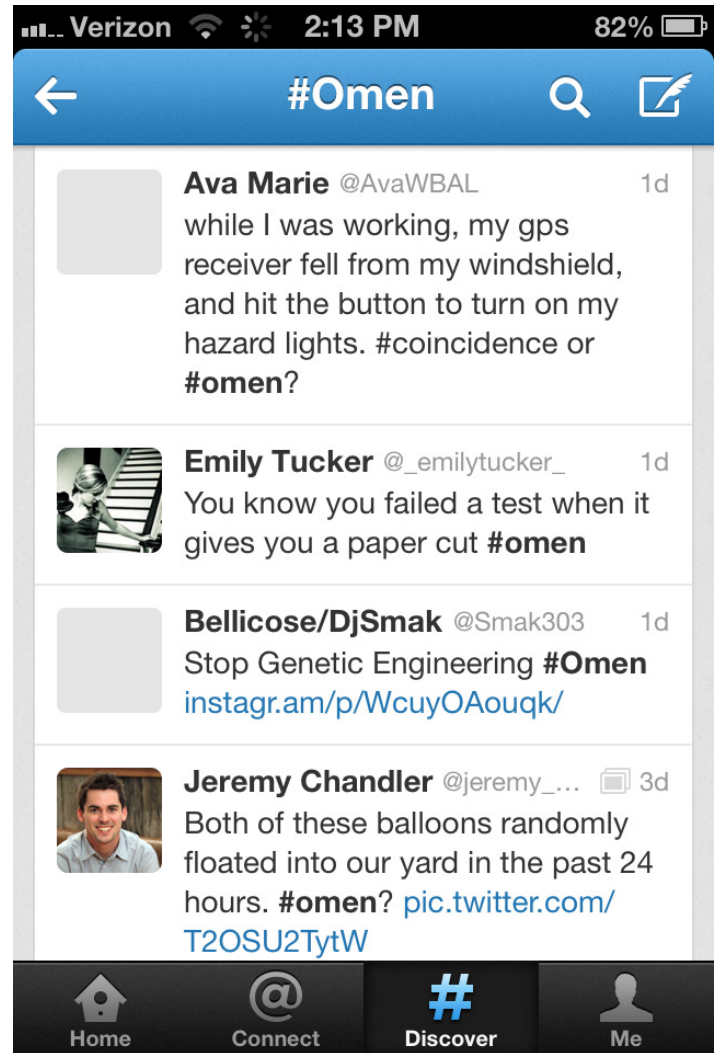 Verizon 2:13 PM 82%
#Omen
Ava Marie @AvaWBAL 1d
while I was working, my gps
receiver fell from my windshield,
and hit the button to turn on my
hazard lights. #coincidence or
#omen?
Emily Tucker @_emilytucker_ 1d
You know you failed a test when it
gives you a paper cut #omen
Bellicose/DjSmak @Smak303 1d
Stop Genetic Engineering #Omen
instagr.am/p/WcuyOAouqk/
Jeremy Chandler @jeremy_... 3d
Both of these balloons randomly
floated into our yard in the past 24
hours. #omen? pic.twitter.com/
T2OSU2TytW
Home Connect Discover Me